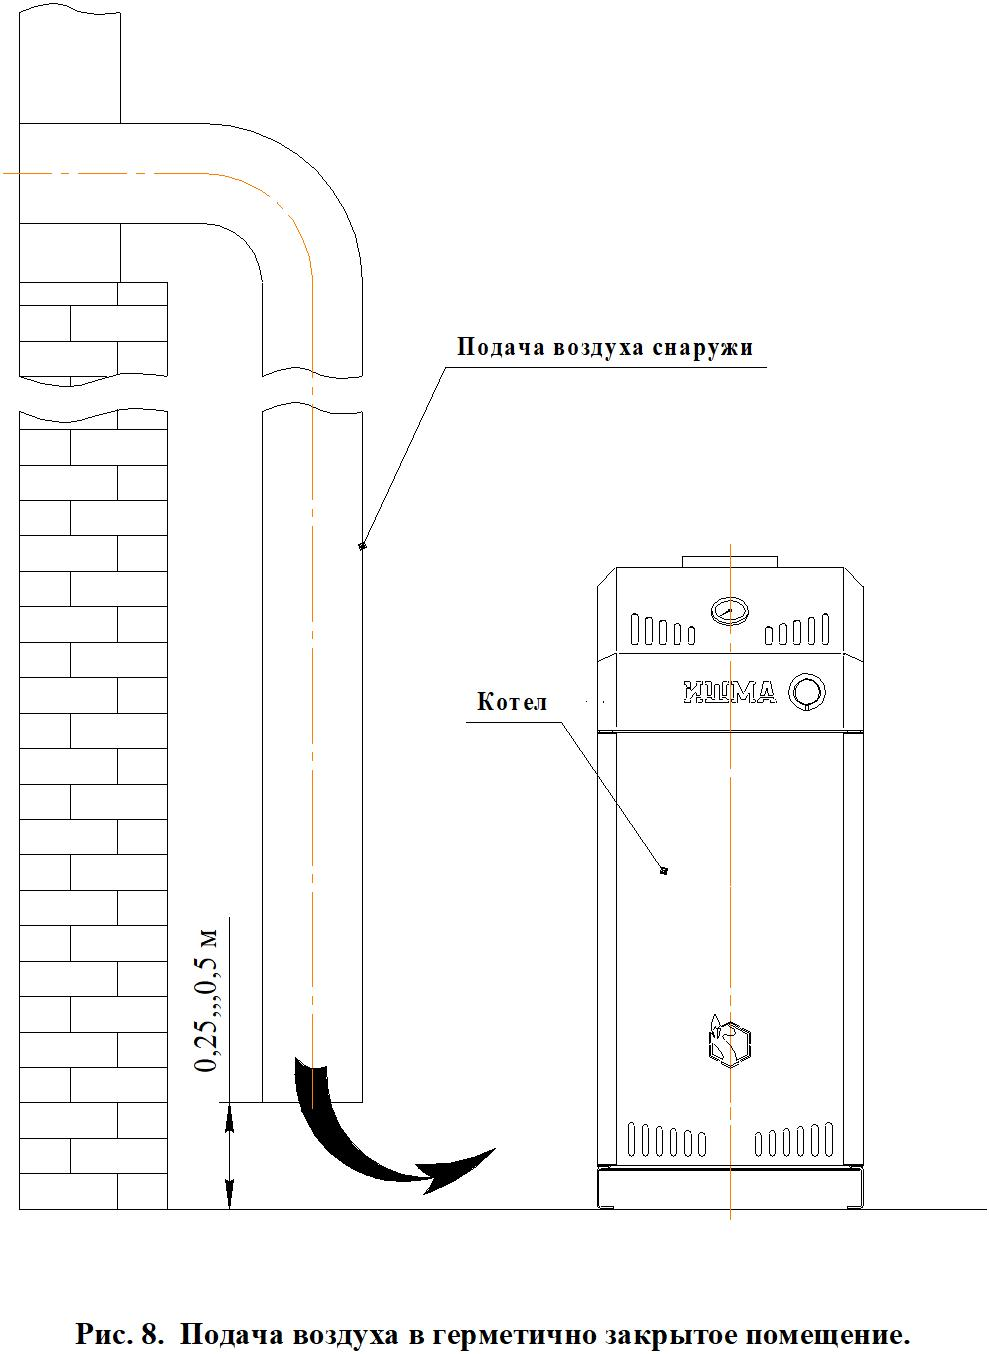 Подача воздуха снаружи
ИШМА
Котел
0,25,,,0,5 м
Рис. 8. Подача воздуха в герметично закрытое помещение.